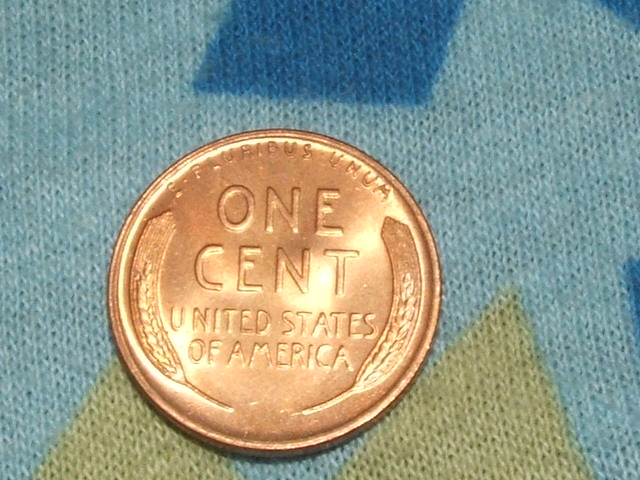 E · PLURIBUS · UNUM
ONE
CENT
UNITED STATES
OF AMERICA